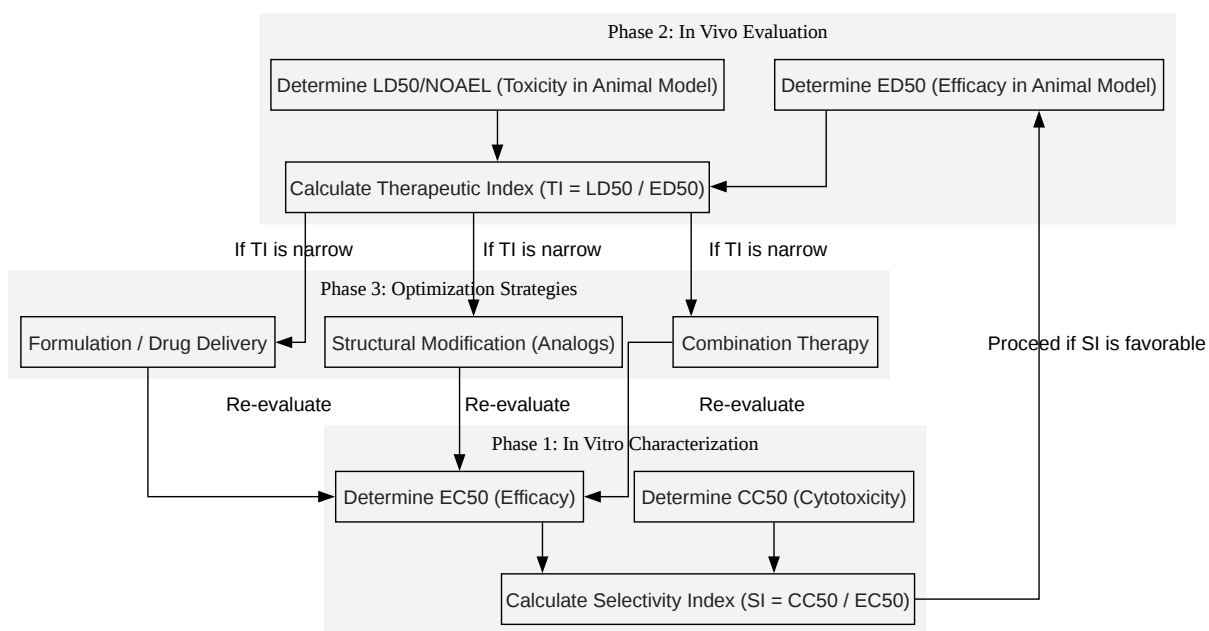 Phase 2: In Vivo Evaluation
Determine LD50/NOAEL (Toxicity in Animal Model)
Determine ED50 (Efficacy in Animal Model)
Calculate Therapeutic Index (TI = LD50 / ED50)
If TI is narrow
If TI is narrow
If TI is narrow
Phase 3: Optimization Strategies
Formulation / Drug Delivery
Structural Modification (Analogs)
Combination Therapy
Proceed if SI is favorable
Re-evaluate
Re-evaluate
Re-evaluate
Phase 1: In Vitro Characterization
Determine EC50 (Efficacy)
Determine CC50 (Cytotoxicity)
Calculate Selectivity Index (SI = CC50 / EC50)